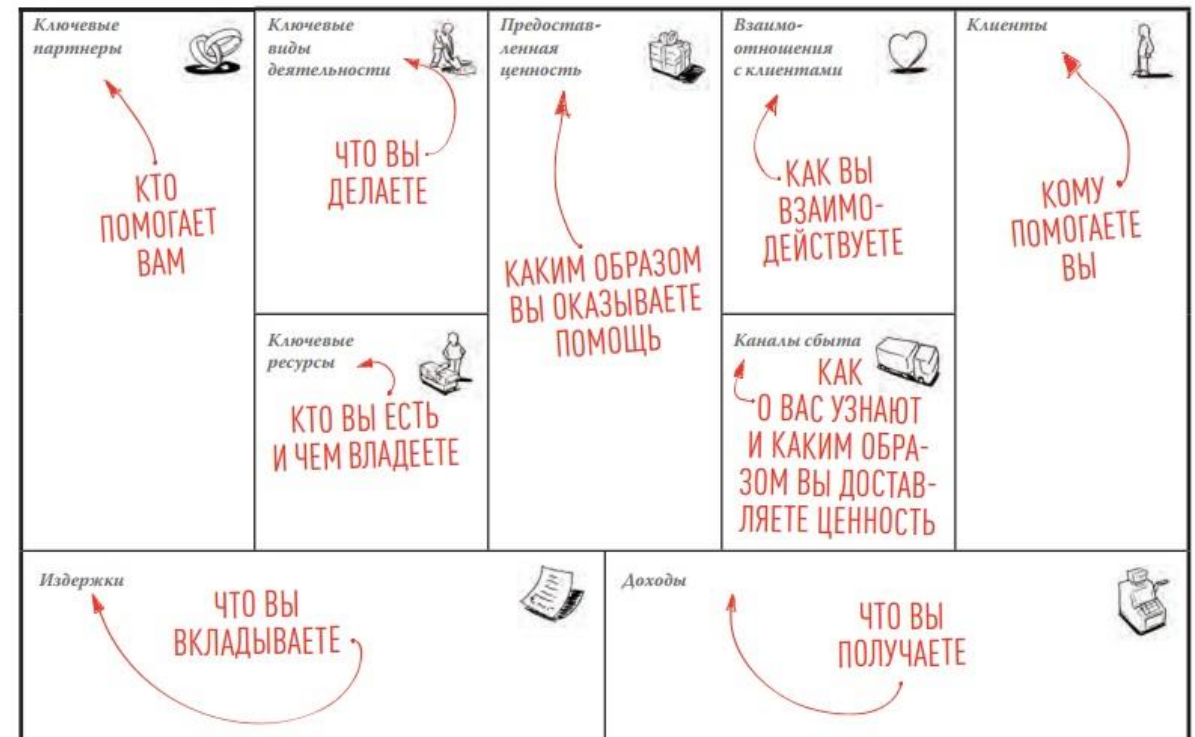 Ключевые
партнеры
КТО
ПОМОГАЕТ
ВАМ
Ключевые
виды
деятельности
ЧТО ВЫ
ДЕЛАЕТЕ
Ключевые
ресурсы
КТО ВЫ ЕСТЬ
И ЧЕМ ВЛАДЕЕТЕ
Предостав-
ленная
ценность
КАКИМ ОБРАЗОМ
ВЫ ОКАЗЫВАЕТЕ
ПОМОЩЬ
Взаимо-
отношения
с клиентами
КАК ВЫ
ВЗАИМО-
ДЕЙСТВУЕТЕ
Каналы сбыта
КАК
О ВАС УЗНАЮТ
И КАКИМ ОБРА-
ЗОМ ВЫ ДОСТАВ-
ЛЯЕТЕ ЦЕННОСТЬ
Клиенты
КОМУ
ПОМОГАЕТЕ
ВЫ
Издержки
ЧТО ВЫ
ВКЛАДЫВАЕТЕ
Доходы
ЧТО ВЫ
ПОЛУЧАЕТЕ